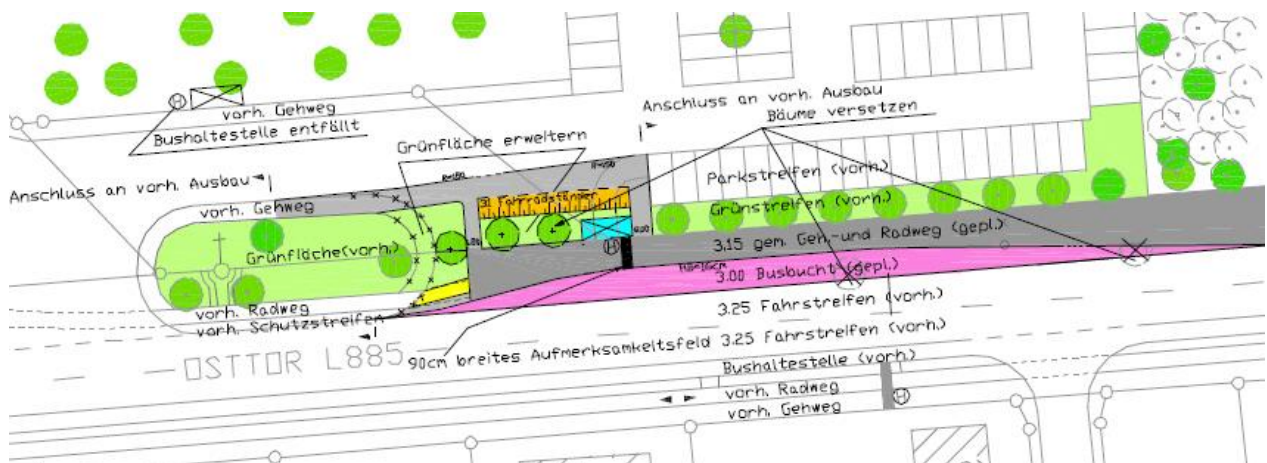 vorh. Gehweg
Bushaltestelle entfällt
Anschluss an vorh. Ausbau
Bäume versetzen
Grünfläche erweitern
Anschluss an vorh. Ausbau
vorh. Gehweg
Parkstreifen (vorh.)
Grünstreifen (vorh.)
Grünfläche(vorh.)
H
3.15 gem. Geh.-und Radweg (gepl.)
3.00 Busbucht (gepl.)
vorh. Radweg
vorh. Schutzstreifen
3.25 Fahrstreifen (vorh.)
OSTTOR L885
90cm breites Aufmerksamkeitsfeld
3.25 Fahrstreifen (vorh.)
Bushaltestelle (vorh.)
vorh. Radweg
H
vorh. Gehweg